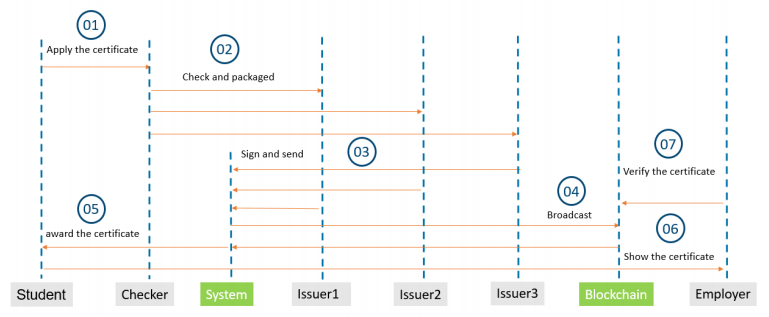 01
Apply the certificate
02
Check and packaged
Sign and send
03
04
Broadcast
07
Verify the certificate
05
award the certificate
06
Show the certificate
Student
Checker
System
Issuer1
Issuer2
Issuer3
Blockchain
Employer